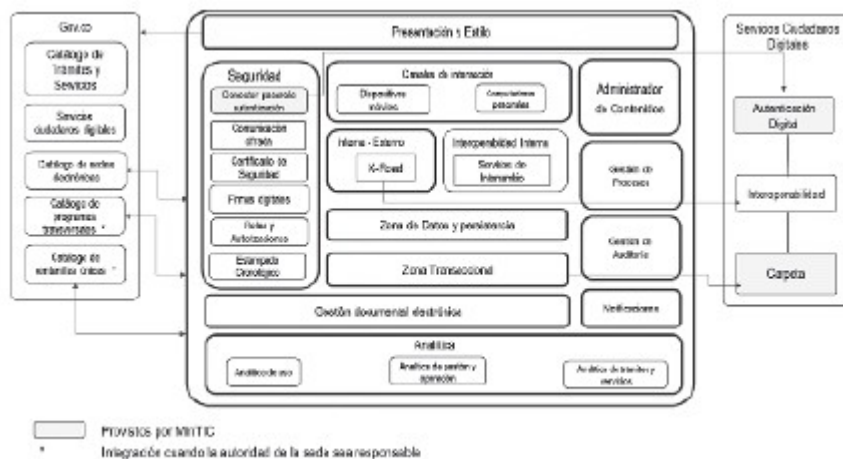 Gov.co
Catálogo de
Trámites y
Servicios
Servicios
ciudadanos digitales
Catálogo de sedes
electrónicas
Catálogo de
programas
transversales *
Catálogo de
ventanillas únicas *
Presentación y Estilo
Seguridad
Conector para
autenticación
Comunicación
cifrada
Certificado de
Seguridad
Firmas digitales
Roles y
Autorizaciones
Estampado
Cronológico
Canales de interacción
Dispositivos
móviles
Computadores
personales
Interna - Externo
X-Road
Interoperabilidad Interna
Servicios de
Intercambio
Zona de Datos y persistencia
Zona Transaccional
Gestión documental electrónica
Administrador
de Contenidos
Gestión de
Procesos
Gestión de
Auditoría
Notificaciones
Analítica
Analítica de uso
Analítica de gestión y
operación
Analítica de trámites y
servicios
Servicios Ciudadanos
Digitales
Autenticación
Digital
Interoperabilidad
Carpeta
Provistos por MinTIC
* Integración cuando la autoridad de la sede sea responsable